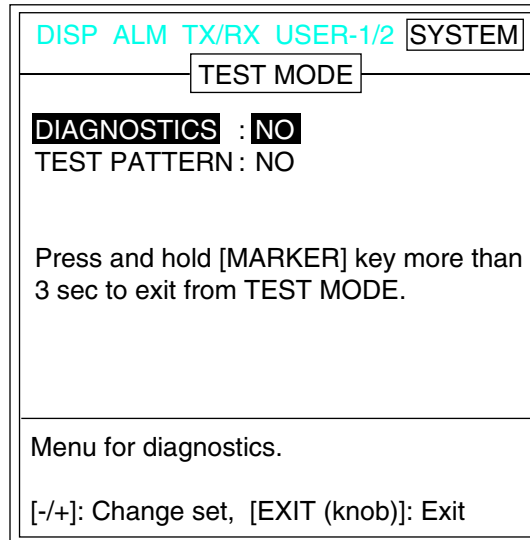 DISP ALM TX/RX USER-1/2 SYSTEM
TEST MODE
DIAGNOSTICS : NO
TEST PATTERN : NO
Press and hold [MARKER] key more than
3 sec to exit from TEST MODE.
Menu for diagnostics.
[-/+]: Change set, [EXIT (knob)]: Exit